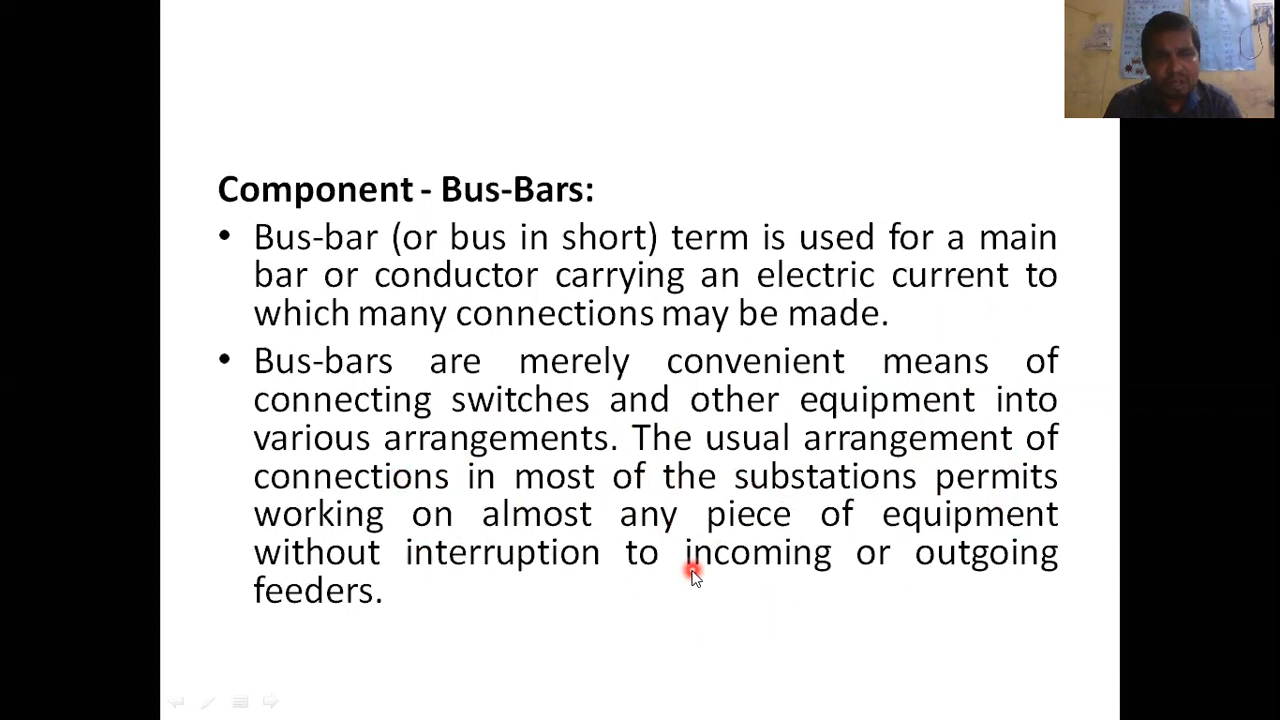 Component - Bus-Bars:
• Bus-bar (or bus in short) term is used for a main
bar or conductor carrying an electric current to
which many connections may be made.
• Bus-bars are merely convenient means of
connecting switches and other equipment into
various arrangements. The usual arrangement of
connections in most of the substations permits
working on almost any piece of equipment
without interruption to incoming or outgoing
feeders.